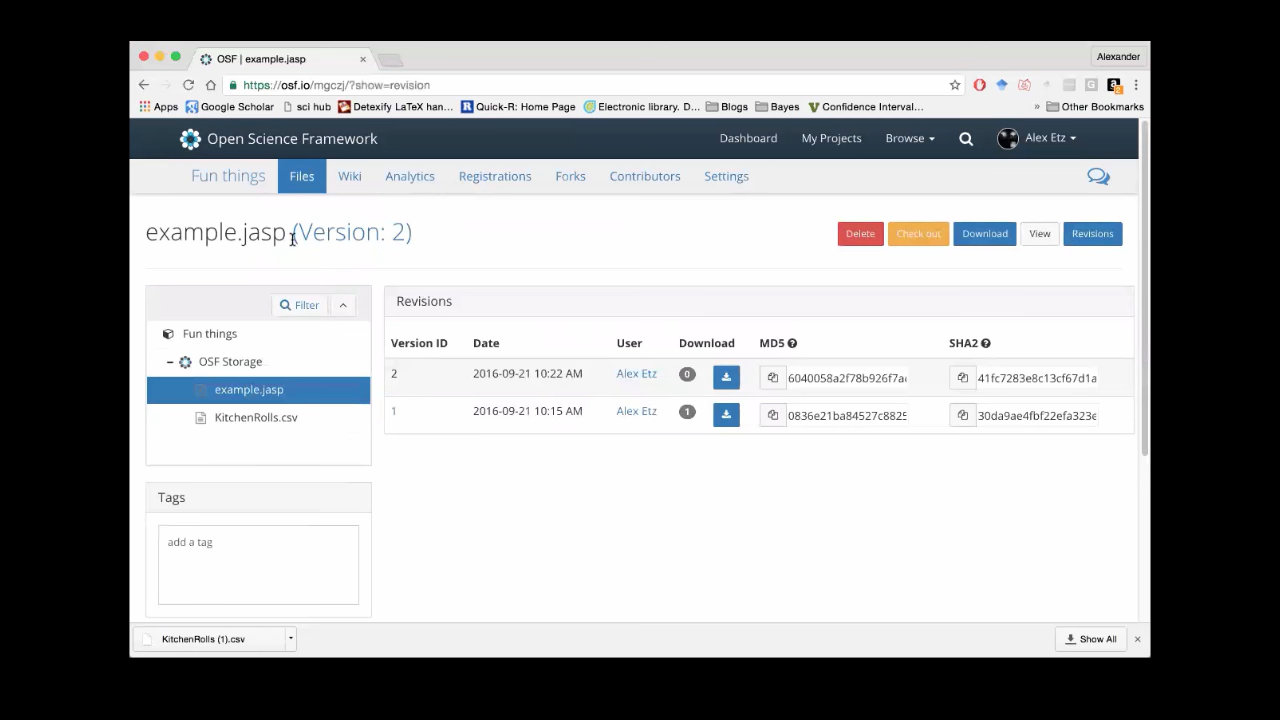 OSF | example.jasp
Alexander
https://osf.io/mgczj/?show=revision
Apps Google Scholar sci hub Detexify LaTeX han... Quick-R: Home Page Electronic library. D... Blogs Bayes Confidence Interval... » Other Bookmarks
Open Science Framework Dashboard My Projects Browse Alex Etz
Fun things Files Wiki Analytics Registrations Forks Contributors Settings
example.jasp (Version: 2) Delete Check out Download View Revisions
Filter
Revisions
Fun things
OSF Storage
example.jasp
KitchenRolls.csv
Version ID Date User Download MD5 SHA2
2 2016-09-21 10:22 AM Alex Etz 0 6040058a2f78b926f7a 41fc7283e8c13cf67d1a
1 2016-09-21 10:15 AM Alex Etz 1 0836e21ba84527c8825 30da9ae4fbf22efa323e
Tags
add a tag
KitchenRolls (1).csv Show All